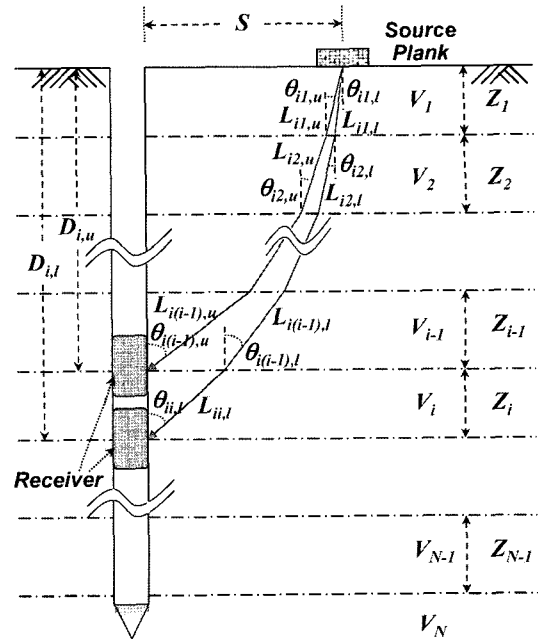 S
Source
Plank
θi1,u
θi1,l
V1
Z1
Li1,u
Li1,l
Li2,u
θi2,l
θi2,u
Li2,l
V2
Z2
Di,u
Di,l
Li(i-1),u
Li(i-1),l
Vi-1
Zi-1
θi(i-1),u
θi(i-1),l
θii,l
Lii,l
Vi
Zi
Receiver
VN-1
ZN-1
VN